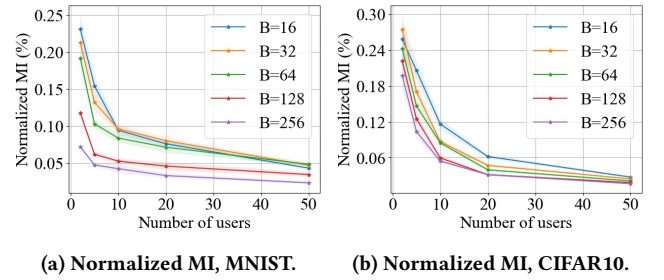 Normalized MI (%)
0.25
0.20
0.15
0.10
0.05
B=16
B=32
B=64
B=128
B=256
0 10 20 30 40 50
Number of users
(a) Normalized MI, MNIST.
Normalized MI (%)
0.30
0.24
0.18
0.12
0.06
B=16
B=32
B=64
B=128
B=256
0 10 20 30 40 50
Number of users
(b) Normalized MI, CIFAR10.